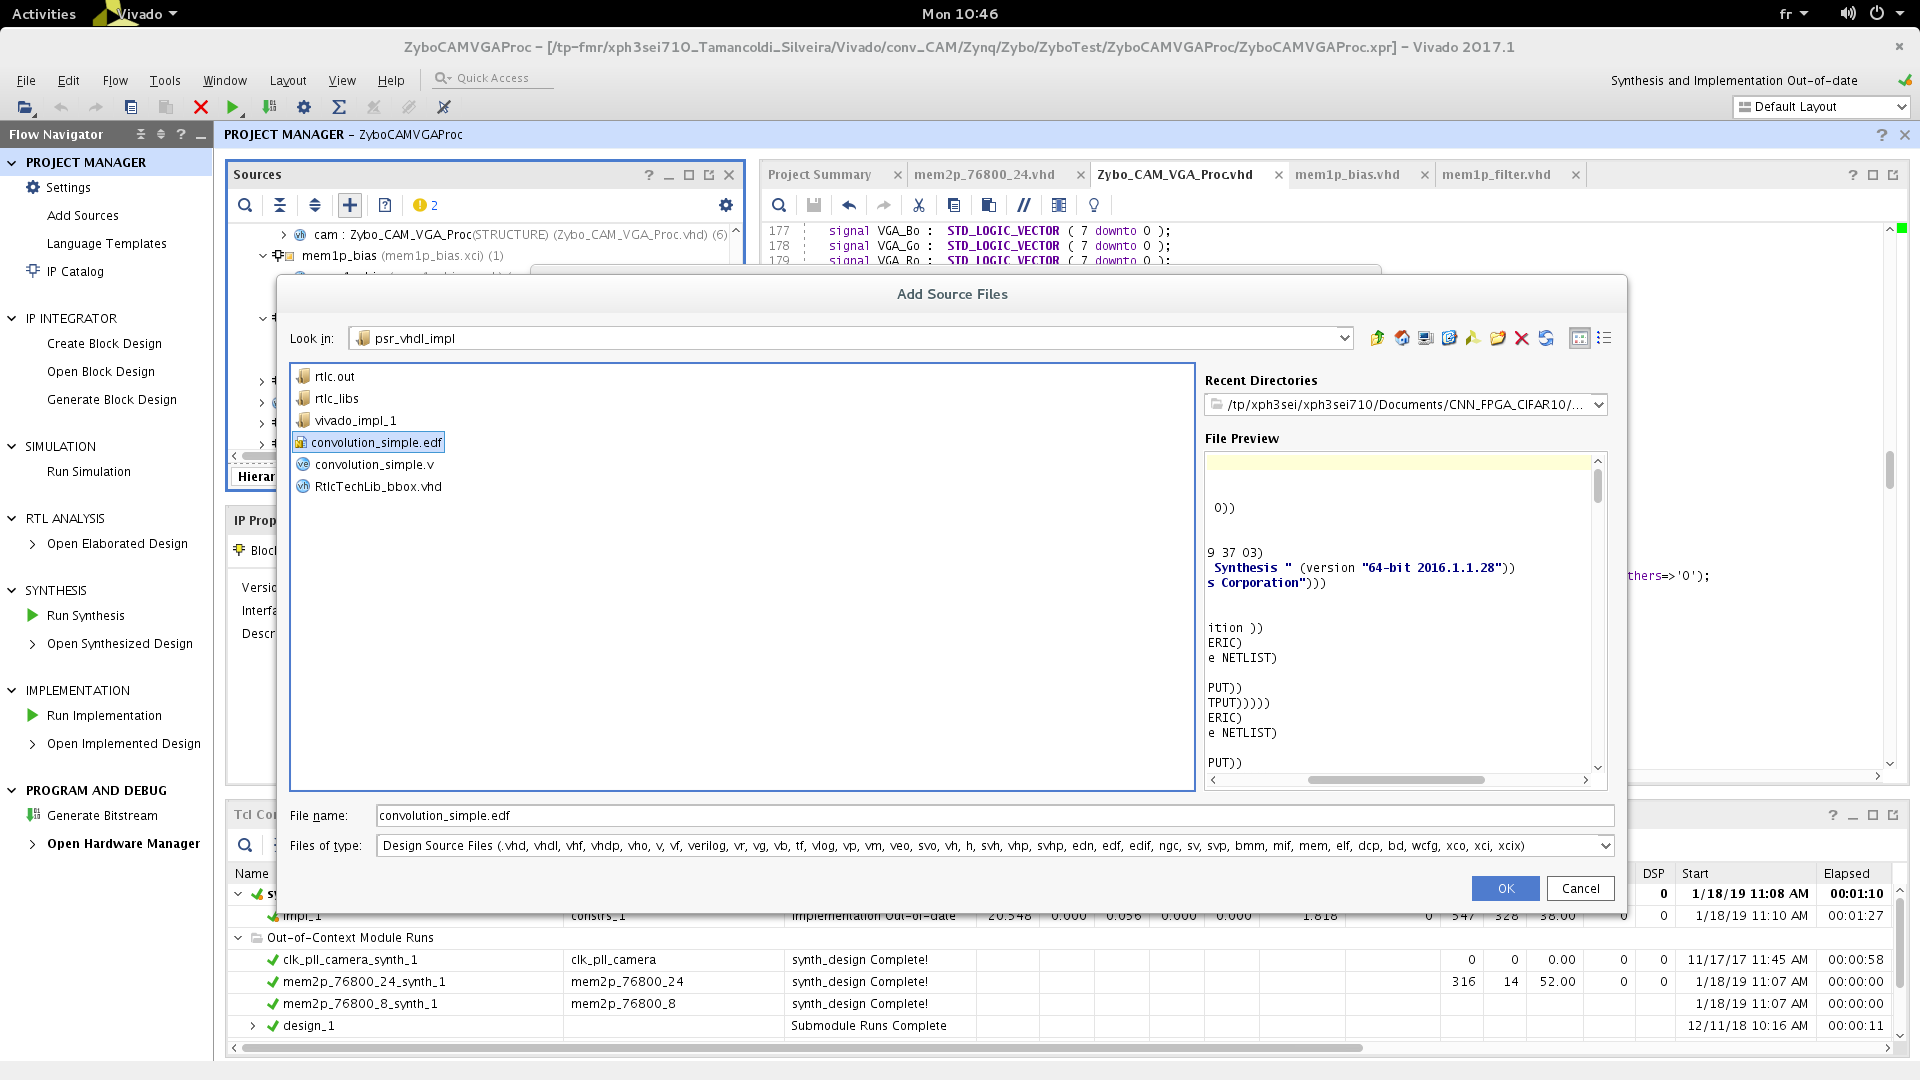 Activities Vivado Mon 10:46 fr
ZyboCAMVGAProc - [/tp-fmr/xph3sei710_Tamancoldi_Silveira/Vivado/conv_CAM/Zynq/Zybo/ZyboTest/ZyboCAMVGAProc/ZyboCAMVGAProc.xpr] - Vivado 2017.1
File Edit Flow Tools Window Layout View Help Quick Access Synthesis and Implementation Out-of-date
Default Layout
Flow Navigator
PROJECT MANAGER - ZyboCAMVGAProc
PROJECT MANAGER
Settings
Add Sources
Language Templates
IP Catalog
IP INTEGRATOR
Create Block Design
Open Block Design
Generate Block Design
SIMULATION
Run Simulation
RTL ANALYSIS
Open Elaborated Design
SYNTHESIS
Run Synthesis
Open Synthesized Design
IMPLEMENTATION
Run Implementation
Open Implemented Design
PROGRAM AND DEBUG
Generate Bitstream
Open Hardware Manager
Sources
2
cam : Zybo_CAM_VGA_Proc(STRUCTURE) (Zybo_CAM_VGA_Proc.vhd) (6)
mem1p_bias (mem1p_bias.xci) (1)
Hierar
IP Prop
Block
Versio
Interfa
Descr
Project Summary mem2p_76800_24.vhd Zybo_CAM_VGA_Proc.vhd mem1p_bias.vhd mem1p_filter.vhd
177 signal VGA_Bo : STD_LOGIC_VECTOR ( 7 downto 0 );
178 signal VGA_Go : STD_LOGIC_VECTOR ( 7 downto 0 );
179 signal VGA_Ro : STD_LOGIC_VECTOR ( 7 downto 0 );
thers=>'0');
Add Source Files
Look in: psr_vhdl_impl
rtlc.out
rtlc_libs
vivado_impl_1
convolution_simple.edf
convolution_simple.v
RtlcTechLib_bbox.vhd
Recent Directories
/tp/xph3sei/xph3sei710/Documents/CNN_FPGA_CIFAR10/...
File Preview
0))
9 37 03)
Synthesis " (version "64-bit 2016.1.1.28"))
s Corporation")))
ition ))
ERIC)
e NETLIST)
PUT))
TPUT)))))
ERIC)
e NETLIST)
PUT))
File name: convolution_simple.edf
Files of type: Design Source Files (.vhd, vhdl, vhf, vhdp, vho, v, vf, verilog, vr, vg, vb, tf, vlog, vp, vm, veo, svo, vh, h, svh, vhp, svhp, edn, edf, edif, ngc, sv, svp, bmm, mif, mem, elf, dcp, bd, wcfg, xco, xci, xcix)
OK Cancel
Tcl Con
Name DSP Start Elapsed
sy 0 1/18/19 11:08 AM 00:01:10
impl_1 constrs_1 Implementation Out-of-date 20.548 0.000 0.056 0.000 0.000 1.818 0 547 328 38.00 0 0 1/18/19 11:10 AM 00:01:27
Out-of-Context Module Runs
clk_pll_camera_synth_1 clk_pll_camera synth_design Complete! 0 0 0.00 0 0 11/17/17 11:45 AM 00:00:58
mem2p_76800_24_synth_1 mem2p_76800_24 synth_design Complete! 316 14 52.00 0 0 1/18/19 11:07 AM 00:00:00
mem2p_76800_8_synth_1 mem2p_76800_8 synth_design Complete! 1/18/19 11:07 AM 00:00:00
design_1 Submodule Runs Complete 12/11/18 10:16 AM 00:00:11